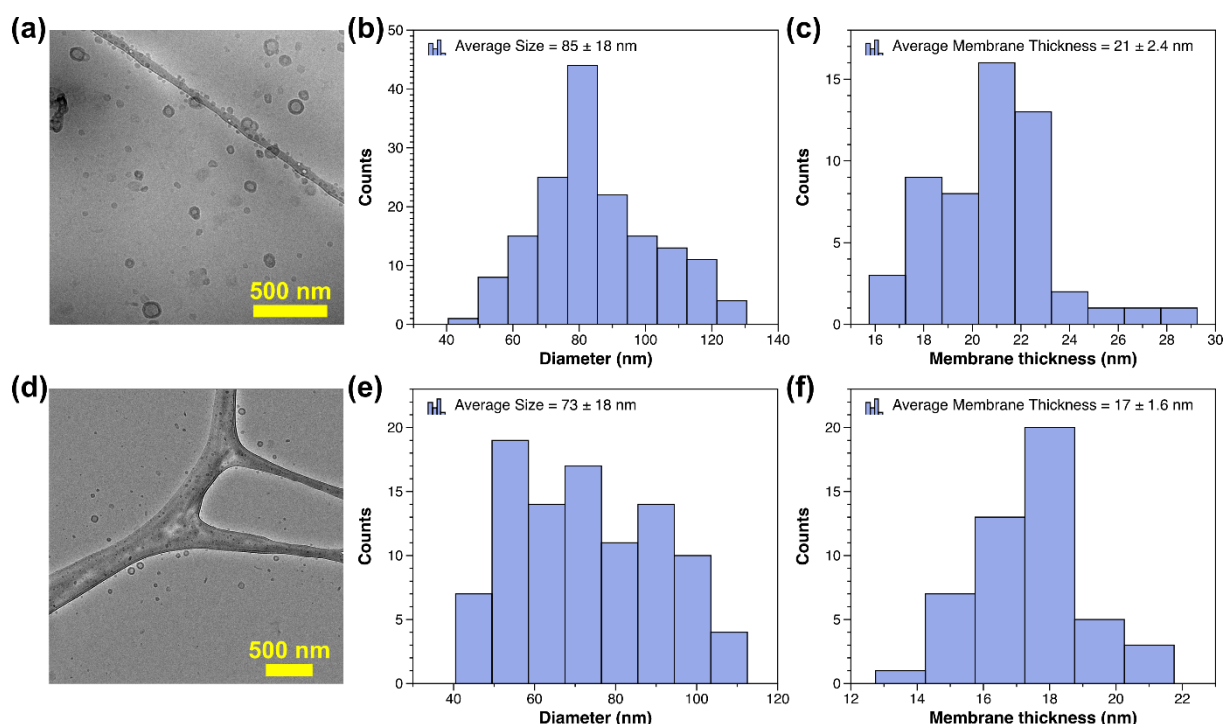 (a)
500 nm
(b)
Average Size = 85 ± 18 nm
Counts
50
40
30
20
10
0
40 60 80 100 120 140
Diameter (nm)
(c)
Average Membrane Thickness = 21 ± 2.4 nm
Counts
15
10
5
0
16 18 20 22 24 26 28 30
Membrane thickness (nm)
(d)
500 nm
(e)
Average Size = 73 ± 18 nm
Counts
20
15
10
5
0
40 60 80 100 120
Diameter (nm)
(f)
Average Membrane Thickness = 17 ± 1.6 nm
Counts
20
15
10
5
0
12 14 16 18 20 22
Membrane thickness (nm)